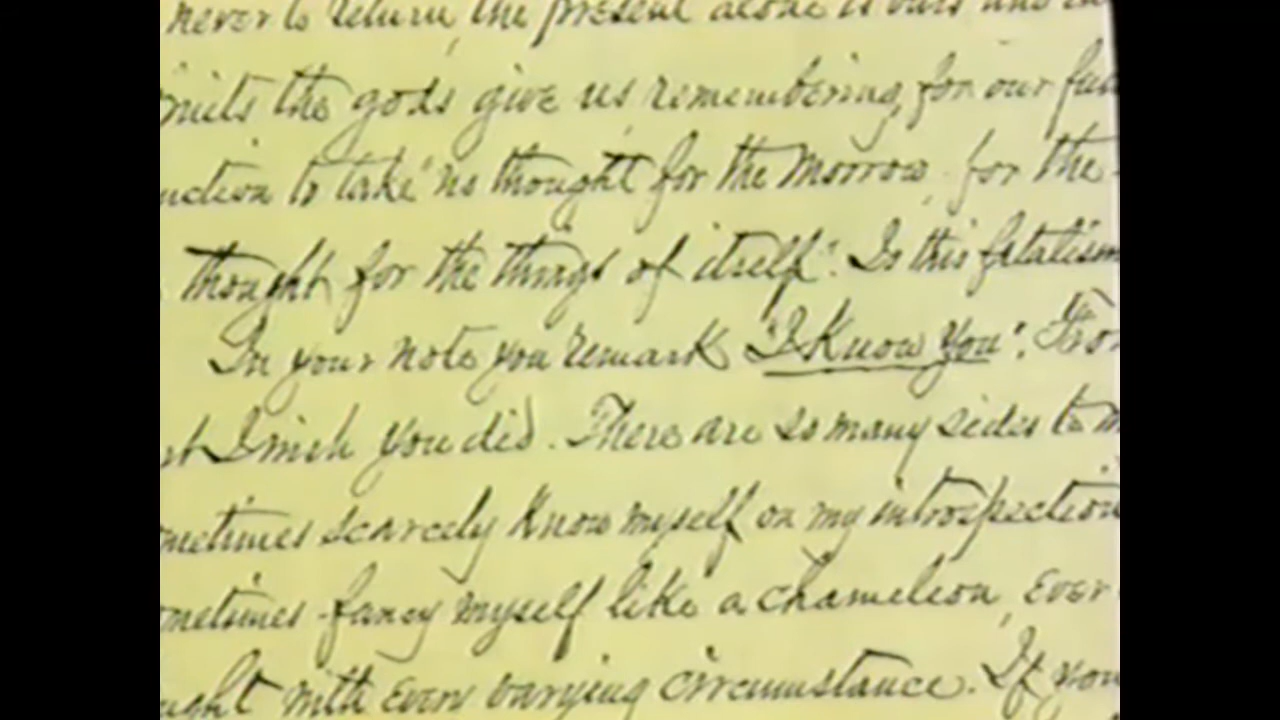 never to return, the present alone is ours and
the gods give us, remembering, for our
to take "no thought for the morrow, for the
thought for the things of itself". Is this fatalism
In your note you remark "I Know You".
I wish you did. There are so many sides to
scarcely know myself on my introspection
fancy myself like a chameleon, ever
with every varying circumstance. If you